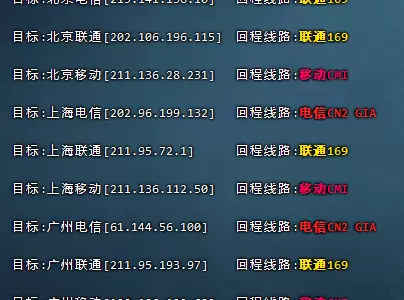 目标:北京联通[202.106.196.115] 回程线路:联通169
目标:北京移动[211.136.28.231] 回程线路:移动CMI
目标:上海电信[202.96.199.132] 回程线路:电信CN2 GIA
目标:上海联通[211.95.72.1] 回程线路:联通169
目标:上海移动[211.136.112.50] 回程线路:移动CMI
目标:广州电信[61.144.56.100] 回程线路:电信CN2 GIA
目标:广州联通[211.95.193.97] 回程线路:联通169